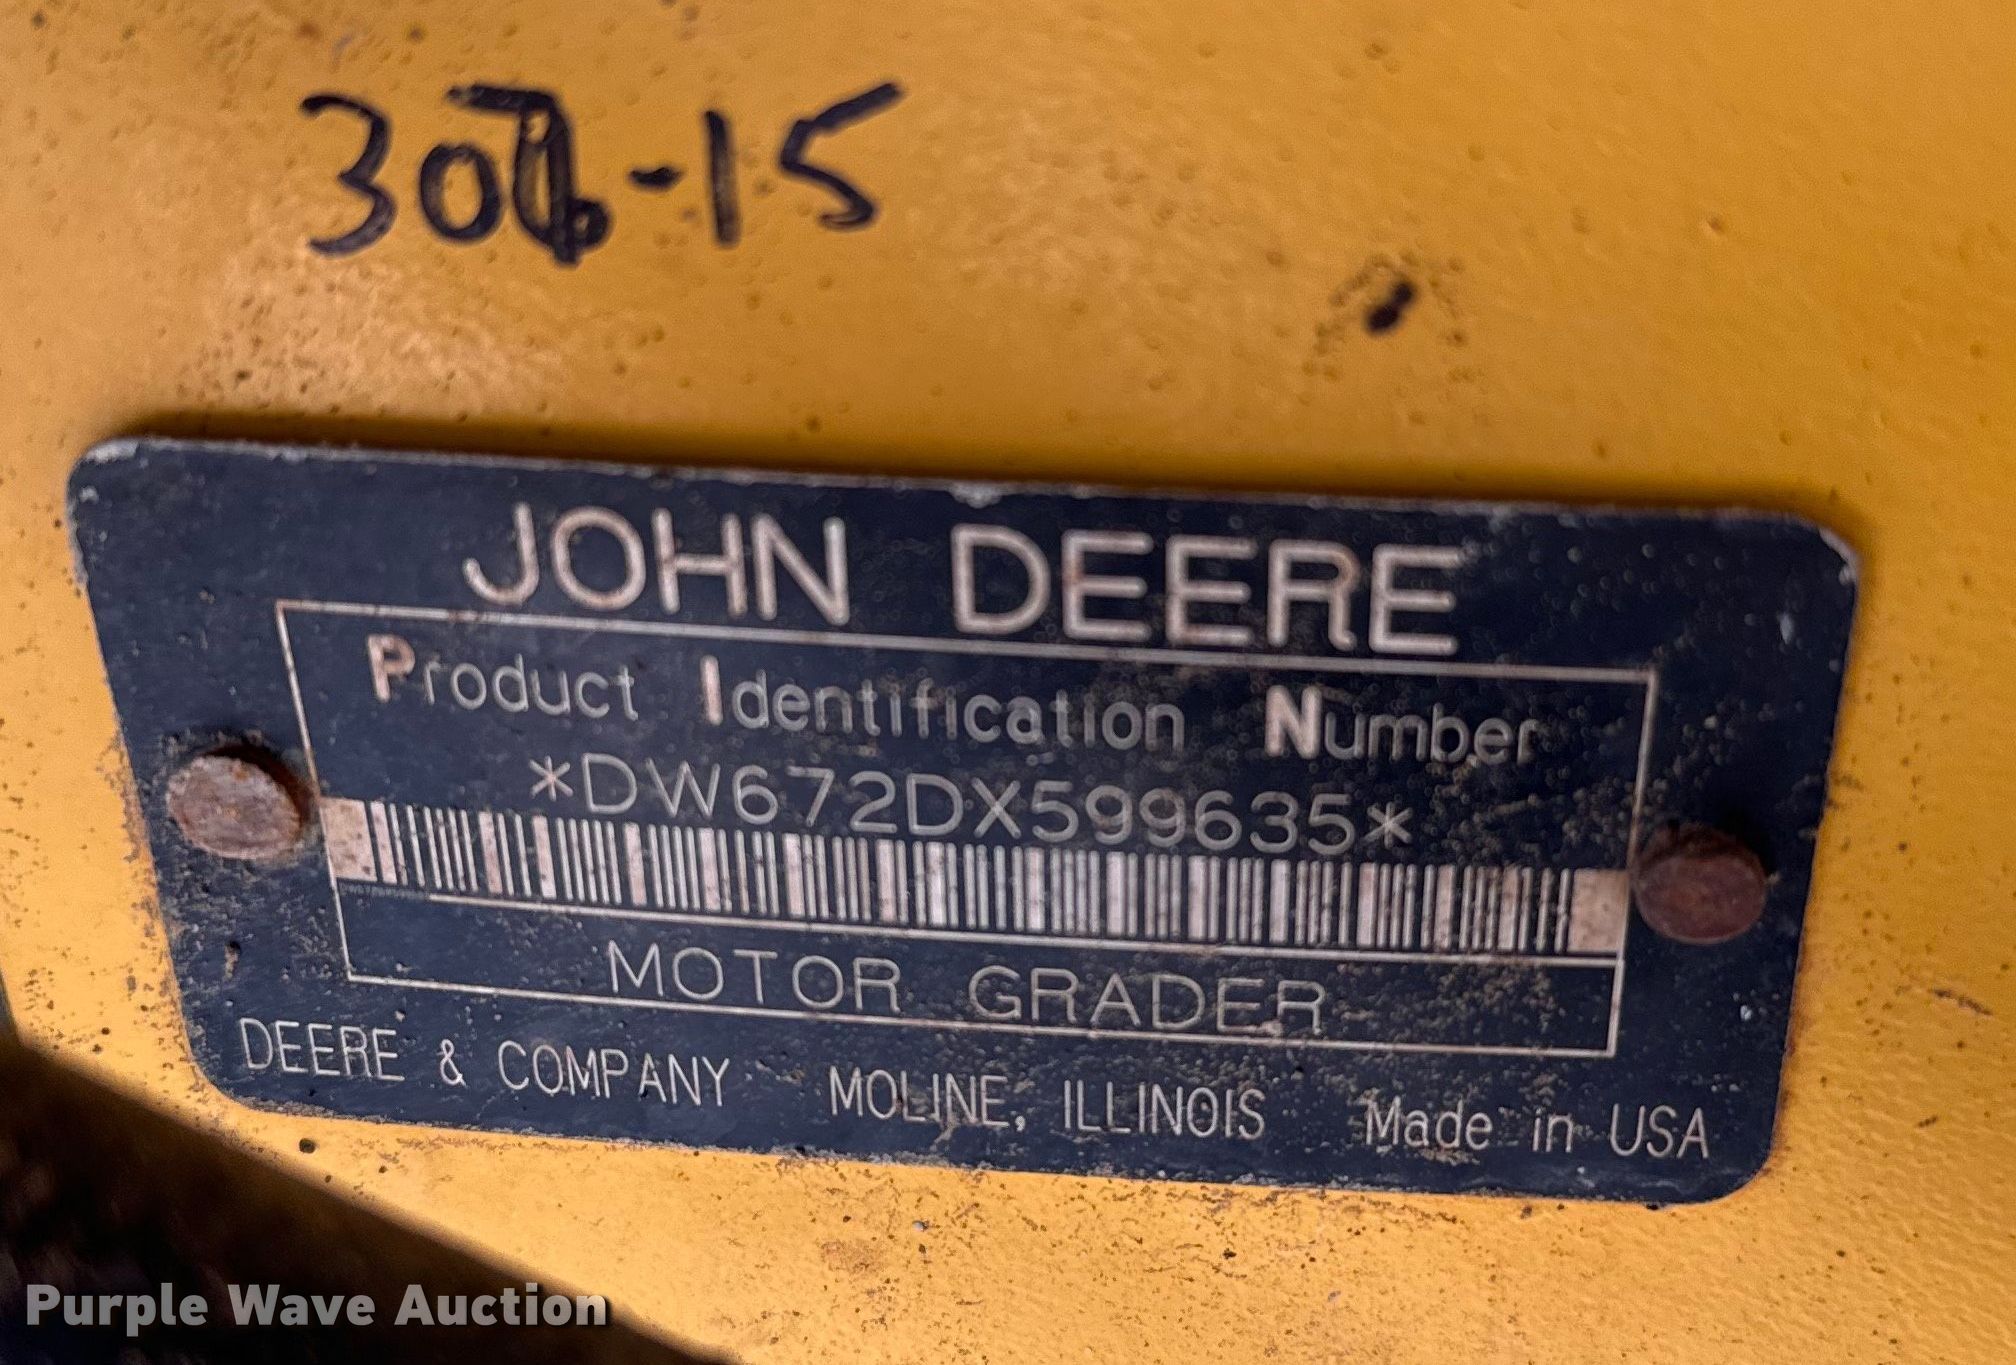 JOHN DEERE
Product Identification Number
*DW672DX599635*
MOTOR GRADER
DEERE & COMPANY MOLINE, ILLINOIS Made in USA
Purple Wave Auction